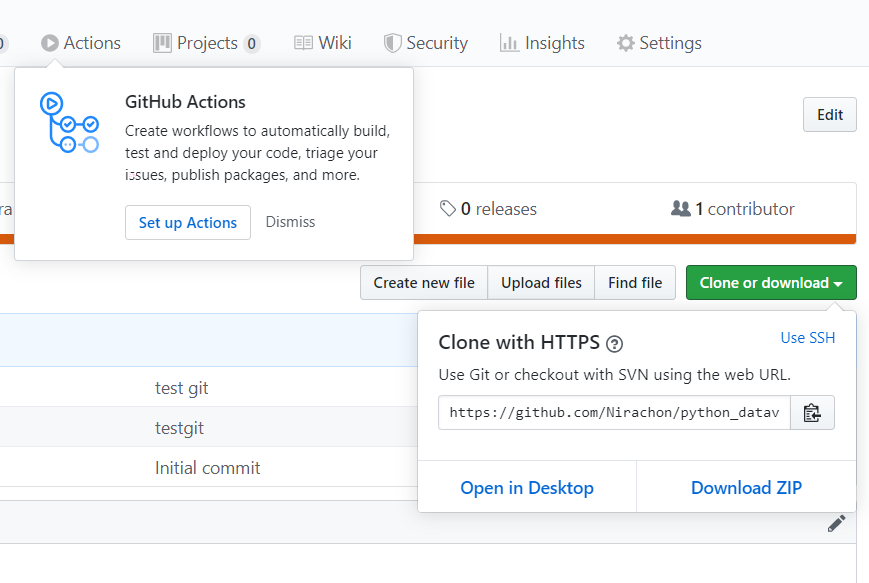 0 Actions Projects 0 Wiki Security Insights Settings
GitHub Actions
Create workflows to automatically build,
test and deploy your code, triage your
issues, publish packages, and more.
Set up Actions Dismiss
Edit
0 releases 1 contributor
Create new file Upload files Find file Clone or download
Clone with HTTPS
Use SSH
Use Git or checkout with SVN using the web URL.
https://github.com/Nirachon/python_datav
Open in Desktop Download ZIP
test git
testgit
Initial commit